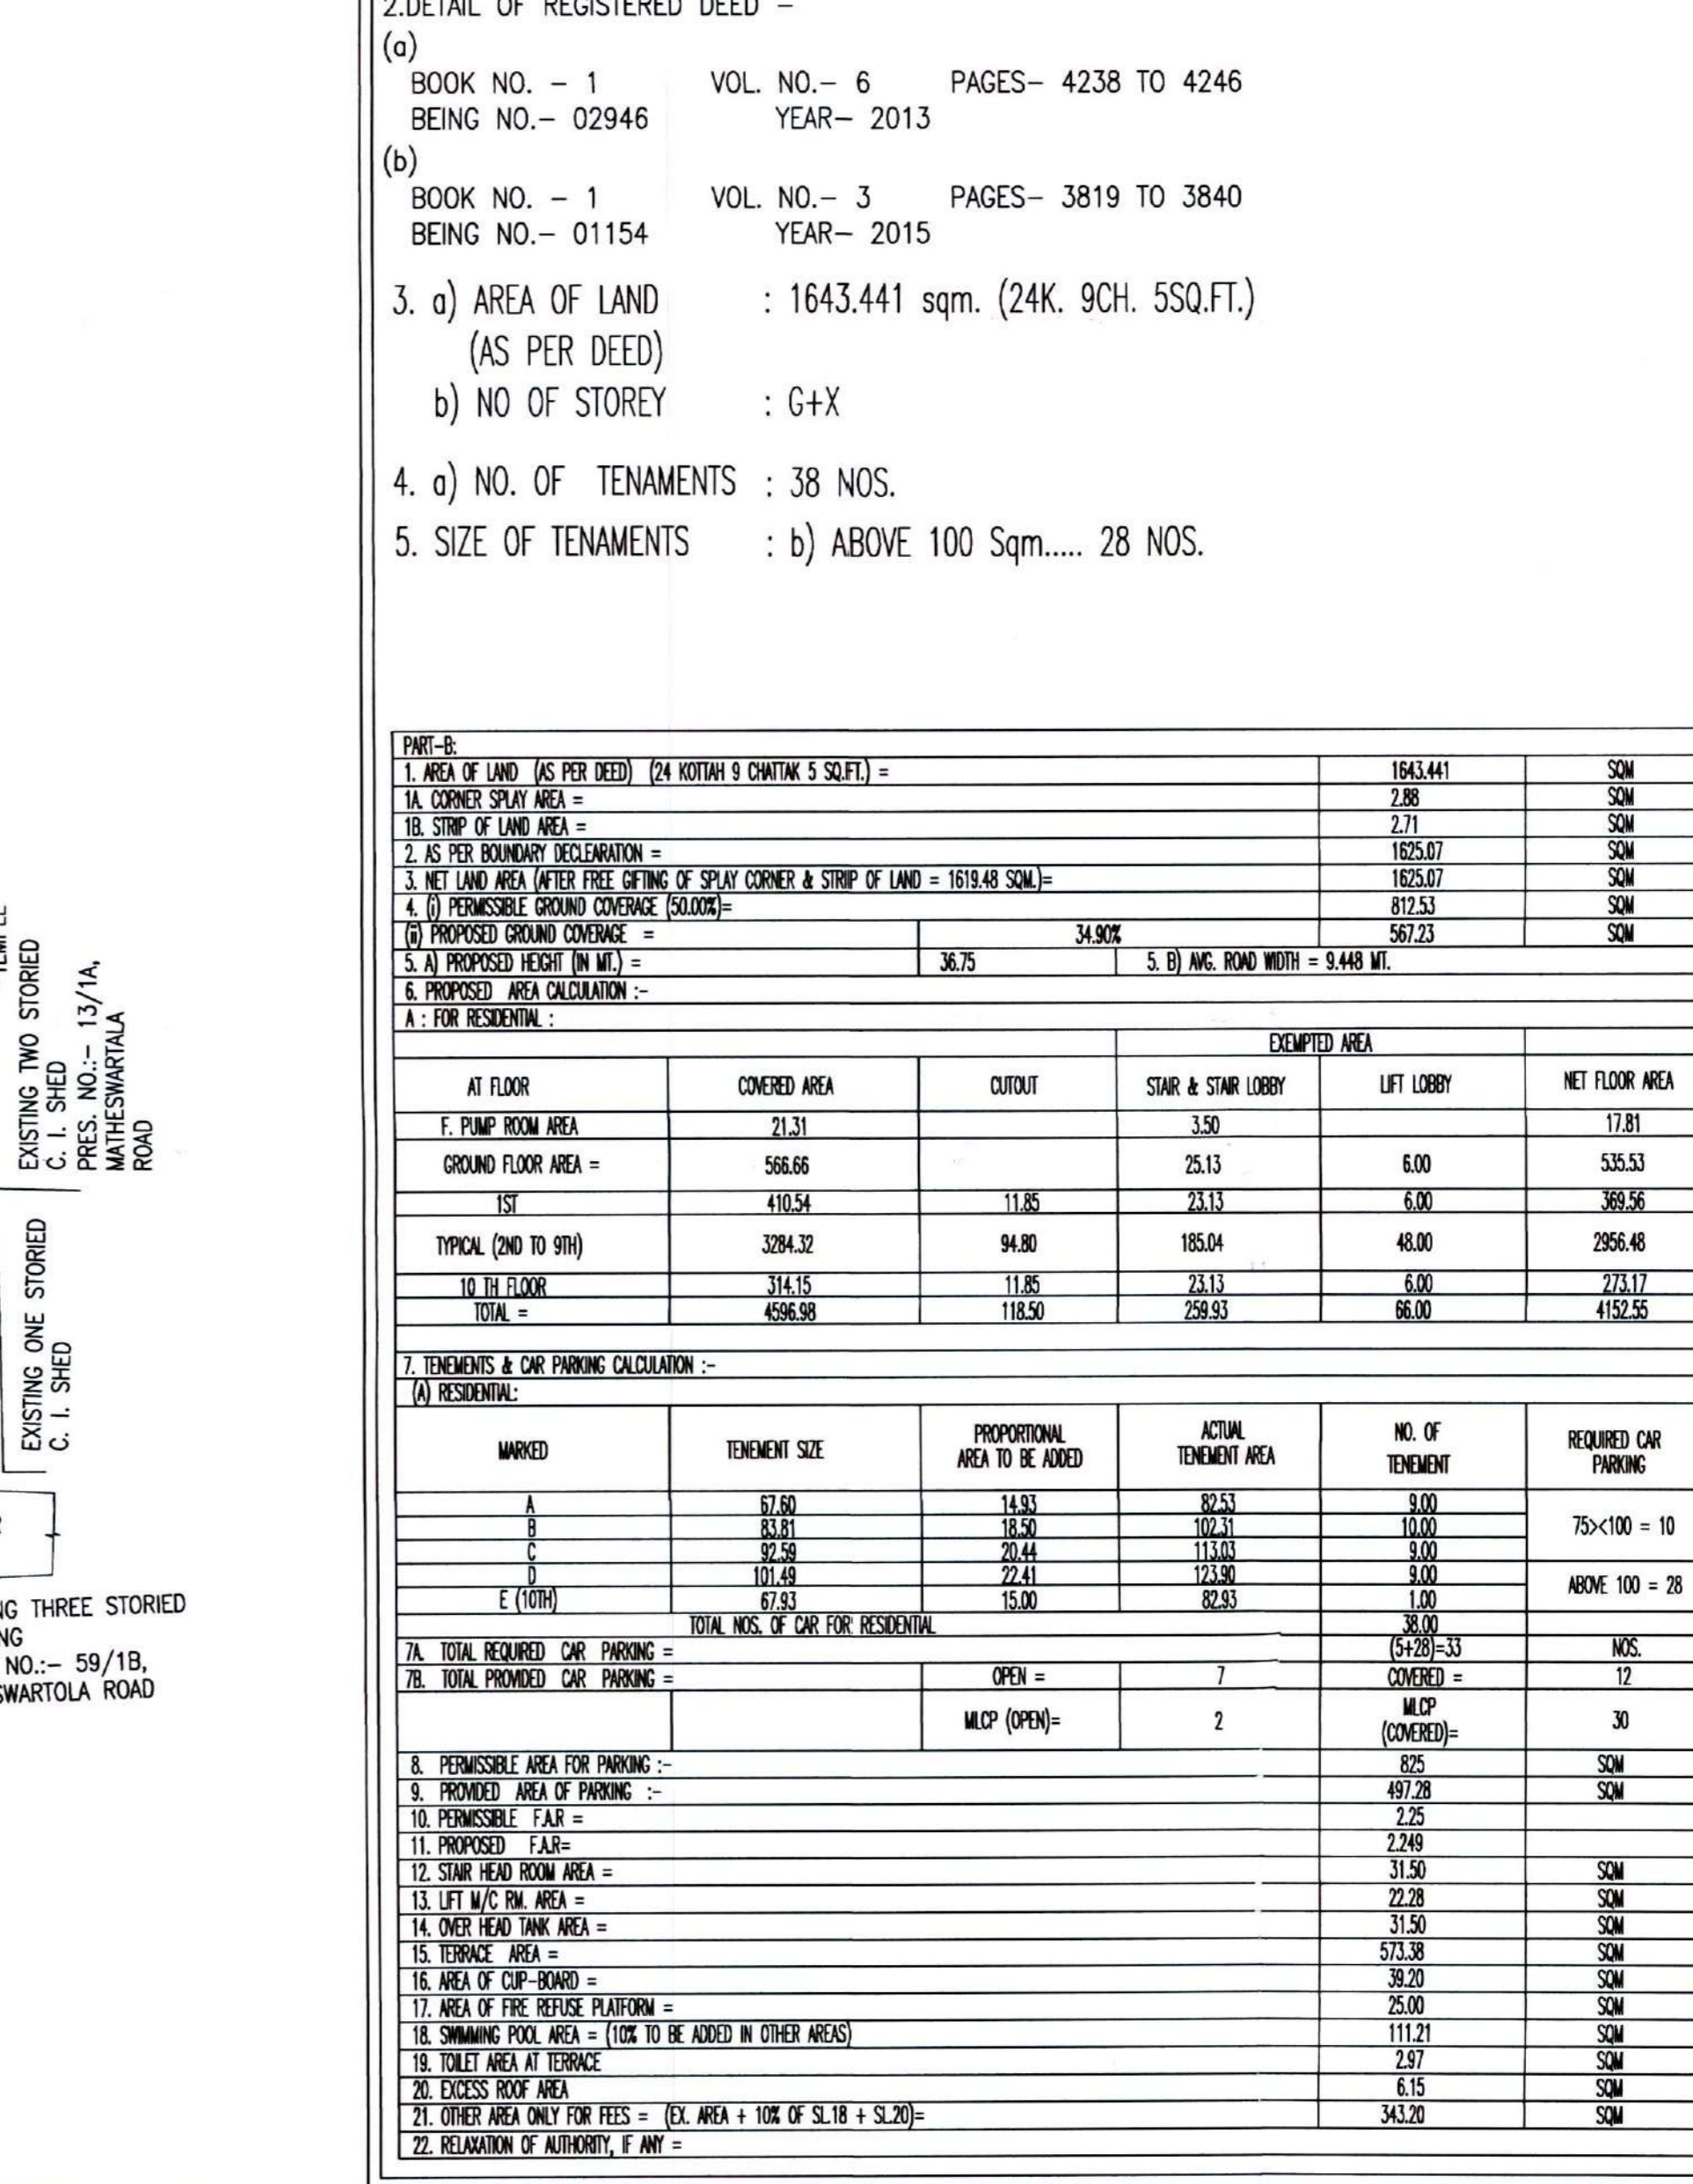 2.DETAIL OF REGISTERED DEED –
(a)
BOOK NO. – 1 VOL. NO.– 6 PAGES– 4238 TO 4246
BEING NO.– 02946 YEAR– 2013
(b)
BOOK NO. – 1 VOL. NO.– 3 PAGES– 3819 TO 3840
BEING NO.– 01154 YEAR– 2015
3. a) AREA OF LAND : 1643.441 sqm. (24K. 9CH. 5SQ.FT.)
(AS PER DEED)
b) NO OF STOREY : G+X
4. a) NO. OF TENAMENTS : 38 NOS.
5. SIZE OF TENAMENTS : b) ABOVE 100 Sqm..... 28 NOS.
PART–B:
1. AREA OF LAND (AS PER DEED) (24 KOTTAH 9 CHATTAK 5 SQ.FT.) = 1643.441 SQM
1A. CORNER SPLAY AREA = 2.88 SQM
1B. STRIP OF LAND AREA = 2.71 SQM
2. AS PER BOUNDARY DECLEARATION = 1625.07 SQM
3. NET LAND AREA (AFTER FREE GIFTING OF SPLAY CORNER & STRIP OF LAND = 1619.48 SQM.)= 1625.07 SQM
4. (i) PERMISSIBLE GROUND COVERAGE (50.00%)= 812.53 SQM
(ii) PROPOSED GROUND COVERAGE = 34.90% 567.23 SQM
5. A) PROPOSED HEIGHT (IN MT.) = 36.75 5. B) AVG. ROAD WIDTH = 9.448 MT.
6. PROPOSED AREA CALCULATION :–
A : FOR RESIDENTIAL :
EXEMPTED AREA
AT FLOOR COVERED AREA CUTOUT STAIR & STAIR LOBBY LIFT LOBBY NET FLOOR AREA
F. PUMP ROOM AREA 21.31 3.50 17.81
GROUND FLOOR AREA = 566.66 25.13 6.00 535.53
1ST 410.54 11.85 23.13 6.00 369.56
TYPICAL (2ND TO 9TH) 3284.32 94.80 185.04 48.00 2956.48
10 TH FLOOR 314.15 11.85 23.13 6.00 273.17
TOTAL = 4596.98 118.50 259.93 66.00 4152.55
7. TENEMENTS & CAR PARKING CALCULATION :–
(A) RESIDENTIAL:
MARKED TENEMENT SIZE PROPORTIONAL AREA TO BE ADDED ACTUAL TENEMENT AREA NO. OF TENEMENT REQUIRED CAR PARKING
A 67.60 14.93 82.53 9.00
B 83.81 18.50 102.31 10.00 75><100 = 10
C 92.59 20.44 113.03 9.00
D 101.49 22.41 123.90 9.00 ABOVE 100 = 28
E (10TH) 67.93 15.00 82.93 1.00
TOTAL NOS. OF CAR FOR RESIDENTIAL 38.00
7A. TOTAL REQUIRED CAR PARKING = (5+28)=33 NOS.
7B. TOTAL PROVIDED CAR PARKING = OPEN = 7 COVERED = 12
MLCP (OPEN)= 2 MLCP (COVERED)= 30
8. PERMISSIBLE AREA FOR PARKING :– 825 SQM
9. PROVIDED AREA OF PARKING :– 497.28 SQM
10. PERMISSIBLE F.A.R = 2.25
11. PROPOSED F.A.R= 2.249
12. STAIR HEAD ROOM AREA = 31.50 SQM
13. LIFT M/C RM. AREA = 22.28 SQM
14. OVER HEAD TANK AREA = 31.50 SQM
15. TERRACE AREA = 573.38 SQM
16. AREA OF CUP–BOARD = 39.20 SQM
17. AREA OF FIRE REFUSE PLATFORM = 25.00 SQM
18. SWIMMING POOL AREA = (10% TO BE ADDED IN OTHER AREAS) 111.21 SQM
19. TOILET AREA AT TERRACE 2.97 SQM
20. EXCESS ROOF AREA 6.15 SQM
21. OTHER AREA ONLY FOR FEES = (EX. AREA + 10% OF SL.18 + SL.20)= 343.20 SQM
22. RELAXATION OF AUTHORITY, IF ANY =
EXISTING TWO STORIED
C. I. SHED
PRES. NO.:– 13/1A,
MATHESWARTALA
ROAD
EXISTING ONE STORIED
C. I. SHED
THREE STORIED
NO.:– 59/1B,
ROAD